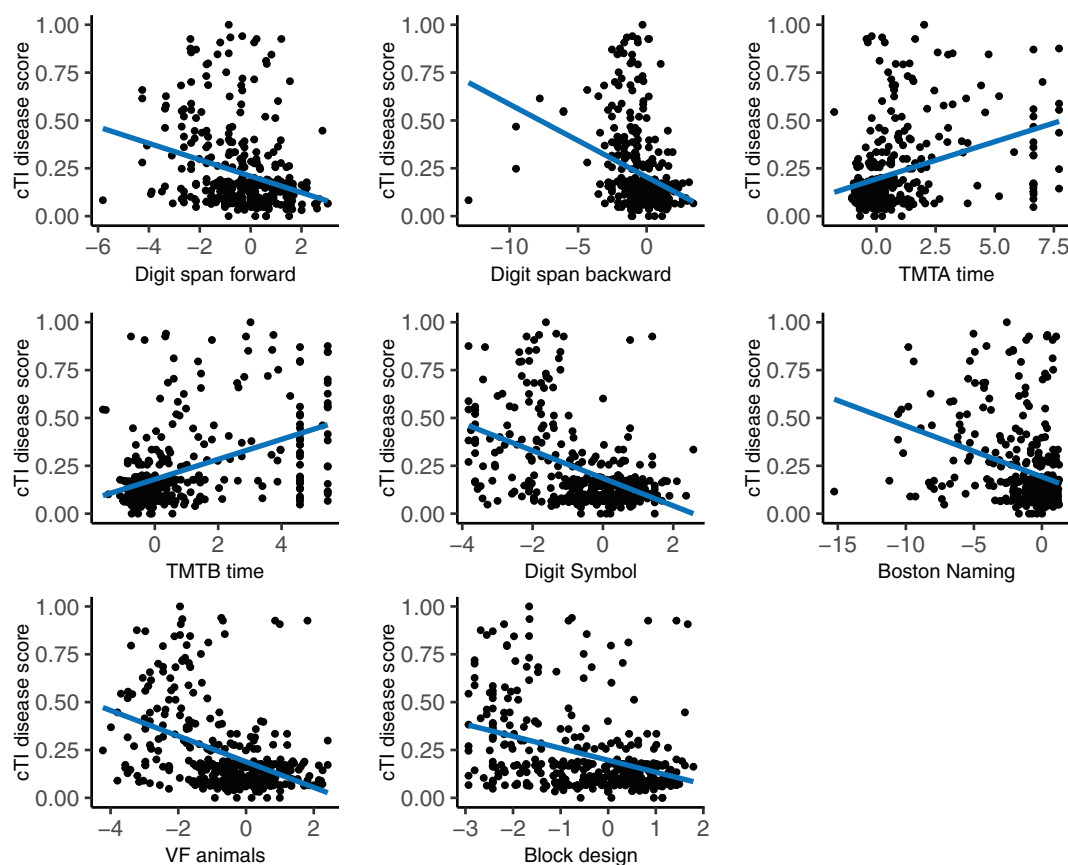 1.00
0.75
0.50
0.25
0.00
cTI disease score
−6 −4 −2 0 2
Digit span forward
1.00
0.75
0.50
0.25
0.00
cTI disease score
−10 −5 0
Digit span backward
1.00
0.75
0.50
0.25
0.00
cTI disease score
0.0 2.5 5.0 7.5
TMTA time
1.00
0.75
0.50
0.25
0.00
cTI disease score
0 2 4
TMTB time
1.00
0.75
0.50
0.25
0.00
cTI disease score
−4 −2 0 2
Digit Symbol
1.00
0.75
0.50
0.25
0.00
cTI disease score
−15 −10 −5 0
Boston Naming
1.00
0.75
0.50
0.25
0.00
cTI disease score
−4 −2 0 2
VF animals
1.00
0.75
0.50
0.25
0.00
cTI disease score
−3 −2 −1 0 1 2
Block design